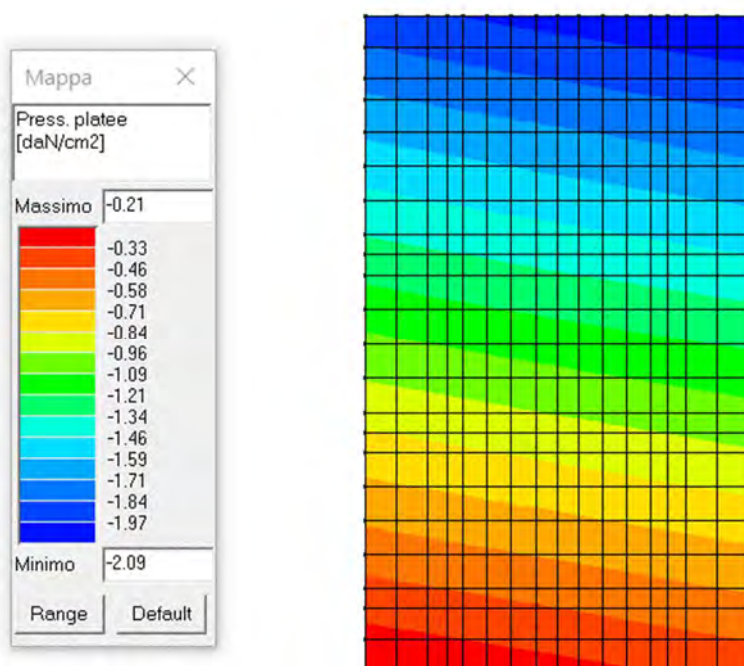 Mappa
Press. platee
[daN/cm2]
Massimo -0.21
-0.33
-0.46
-0.58
-0.71
-0.84
-0.96
-1.09
-1.21
-1.34
-1.46
-1.59
-1.71
-1.84
-1.97
Minimo -2.09
Range Default